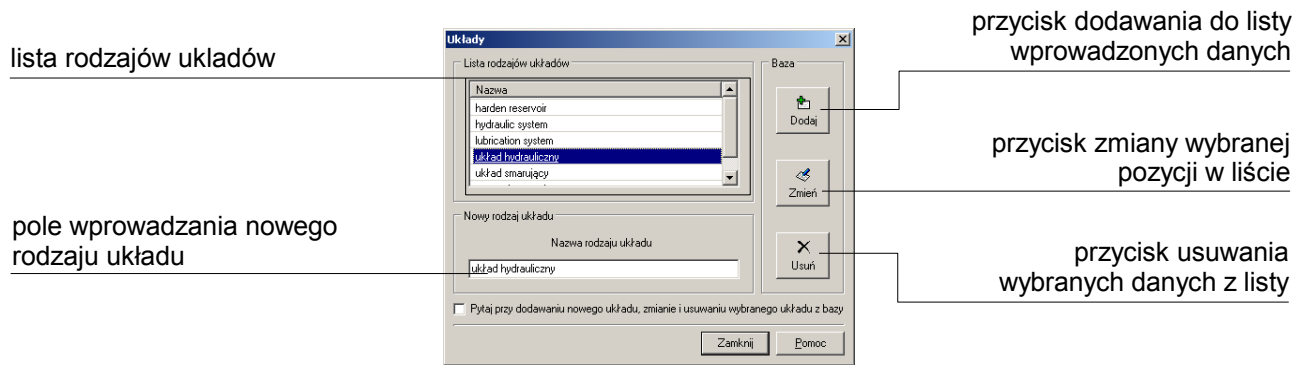 lista rodzajów ukladów
pole wprowadzania nowego
rodzaju układu
Układy
Lista rodzajów układów
Nazwa
harden reservoir
hydraulic system
lubrication system
układ hydrauliczny
układ smarujący
Nowy rodzaj układu
Nazwa rodzaju układu
układ hydrauliczny
Pytaj przy dodawaniu nowego układu, zmianie i usuwaniu wybranego układu z bazy
Baza
Dodaj
Zmień
Usuń
Zamknij
Pomoc
przycisk dodawania do listy
wprowadzonych danych
przycisk zmiany wybranej
pozycji w liście
przycisk usuwania
wybranych danych z listy